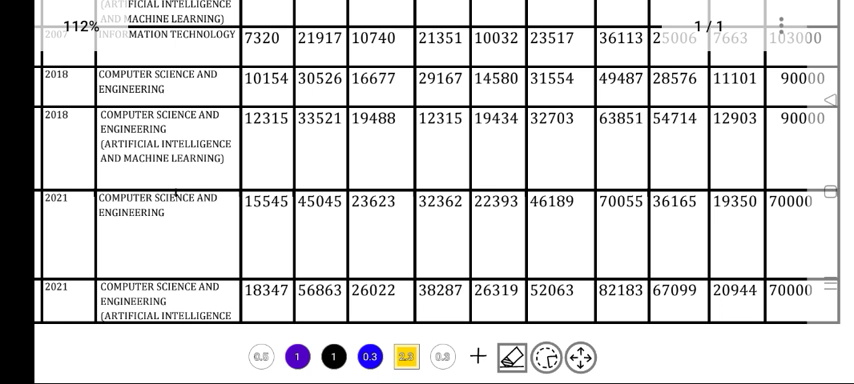 (ARTIFICIAL INTELLIGENCE
AND MACHINE LEARNING)
112%
1 / 1
2007 INFORMATION TECHNOLOGY 7320 21917 10740 21351 10032 23517 36113 25006 7663 103000
2018 COMPUTER SCIENCE AND 10154 30526 16677 29167 14580 31554 49487 28576 11101 90000
ENGINEERING
2018 COMPUTER SCIENCE AND 12315 33521 19488 12315 19434 32703 63851 54714 12903 90000
ENGINEERING
(ARTIFICIAL INTELLIGENCE
AND MACHINE LEARNING)
2021 COMPUTER SCIENCE AND 15545 45045 23623 32362 22393 46189 70055 36165 19350 70000
ENGINEERING
2021 COMPUTER SCIENCE AND 18347 56863 26022 38287 26319 52063 82183 67099 20944 70000
ENGINEERING
(ARTIFICIAL INTELLIGENCE
0.5 1 1 0.3 2.3 0.3